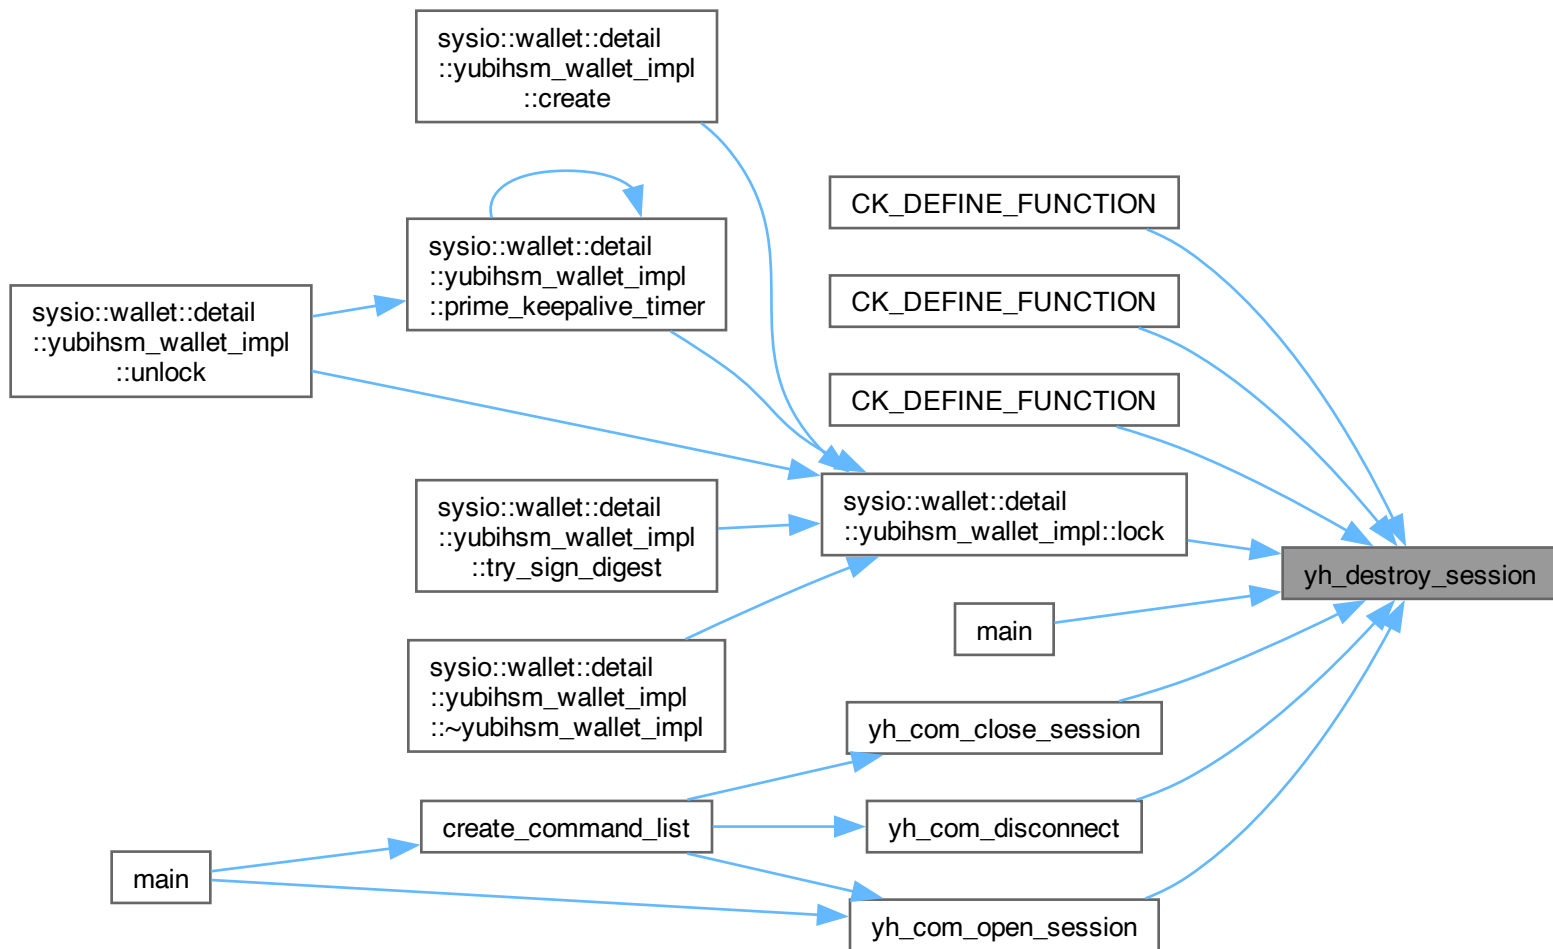 sysio::wallet::detail
::yubihsm_wallet_impl
::create
CK_DEFINE_FUNCTION
sysio::wallet::detail
::yubihsm_wallet_impl
::prime_keepalive_timer
CK_DEFINE_FUNCTION
sysio::wallet::detail
::yubihsm_wallet_impl
::unlock
CK_DEFINE_FUNCTION
sysio::wallet::detail
::yubihsm_wallet_impl
::try_sign_digest
sysio::wallet::detail
::yubihsm_wallet_impl::lock
yh_destroy_session
main
sysio::wallet::detail
::yubihsm_wallet_impl
::~yubihsm_wallet_impl
yh_com_close_session
create_command_list
yh_com_disconnect
main
yh_com_open_session